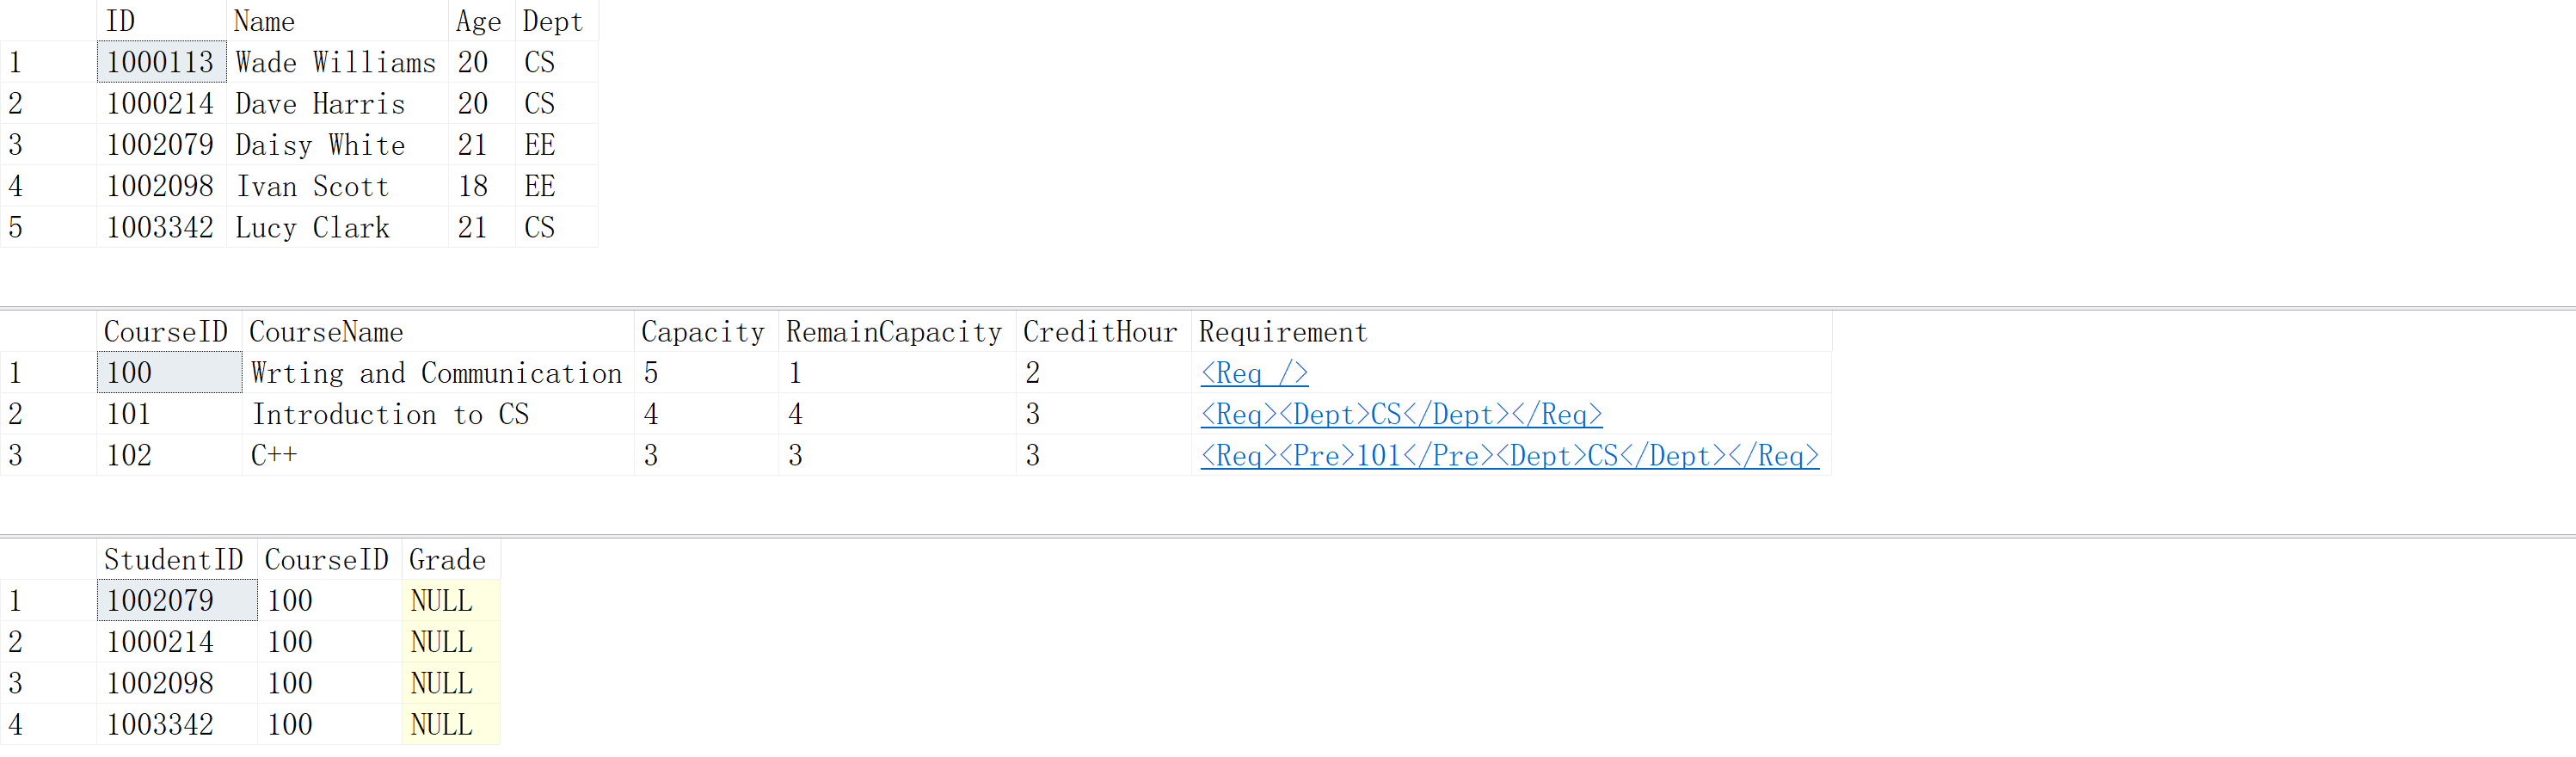 ID Name Age Dept
1 1000113 Wade Williams 20 CS
2 1000214 Dave Harris 20 CS
3 1002079 Daisy White 21 EE
4 1002098 Ivan Scott 18 EE
5 1003342 Lucy Clark 21 CS
CourseID CourseName Capacity RemainCapacity CreditHour Requirement
1 100 Wrting and Communication 5 1 2 <Req />
2 101 Introduction to CS 4 4 3 <Req><Dept>CS</Dept></Req>
3 102 C++ 3 3 3 <Req><Pre>101</Pre><Dept>CS</Dept></Req>
StudentID CourseID Grade
1 1002079 100 NULL
2 1000214 100 NULL
3 1002098 100 NULL
4 1003342 100 NULL